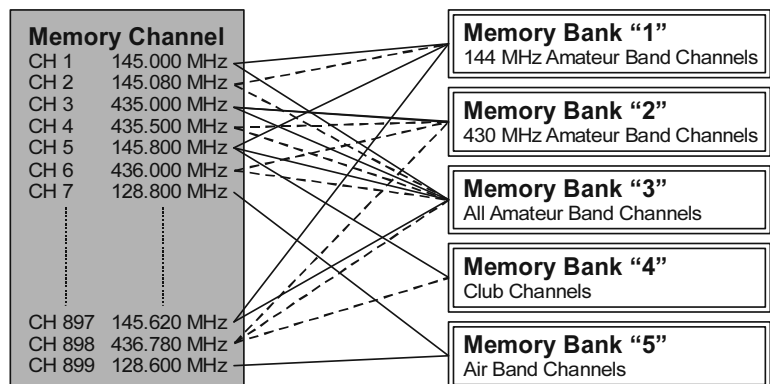 Memory Channel
CH 1 145.000 MHz
CH 2 145.080 MHz
CH 3 435.000 MHz
CH 4 435.500 MHz
CH 5 145.800 MHz
CH 6 436.000 MHz
CH 7 128.800 MHz
CH 897 145.620 MHz
CH 898 436.780 MHz
CH 899 128.600 MHz
Memory Bank “1”
144 MHz Amateur Band Channels
Memory Bank “2”
430 MHz Amateur Band Channels
Memory Bank “3”
All Amateur Band Channels
Memory Bank “4”
Club Channels
Memory Bank “5”
Air Band Channels